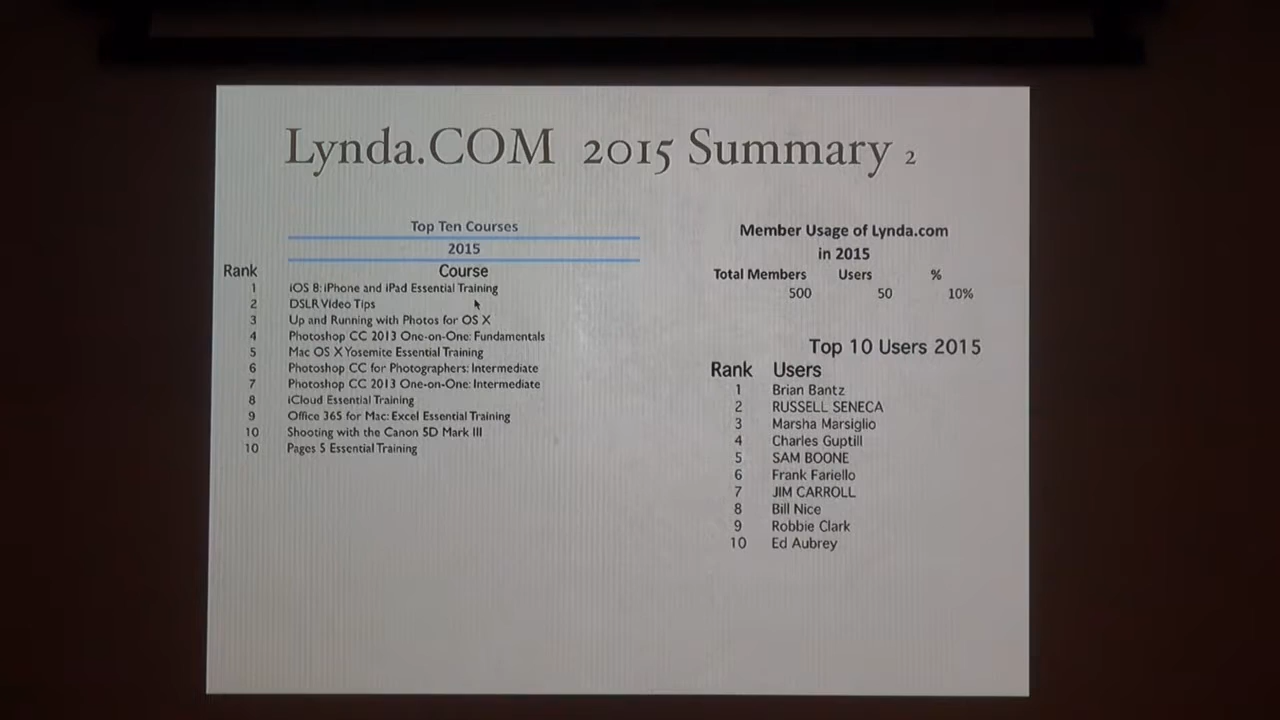 Lynda.COM 2015 Summary 2
Top Ten Courses
2015
Rank Course
1 iOS 8: iPhone and iPad Essential Training
2 DSLR Video Tips
3 Up and Running with Photos for OS X
4 Photoshop CC 2013 One-on-One: Fundamentals
5 Mac OS X Yosemite Essential Training
6 Photoshop CC for Photographers: Intermediate
7 Photoshop CC 2013 One-on-One: Intermediate
8 iCloud Essential Training
9 Office 365 for Mac: Excel Essential Training
10 Shooting with the Canon 5D Mark III
10 Pages 5 Essential Training
Member Usage of Lynda.com
in 2015
Total Members Users %
500 50 10%
Top 10 Users 2015
Rank Users
1 Brian Bantz
2 RUSSELL SENECA
3 Marsha Marsiglio
4 Charles Guptill
5 SAM BOONE
6 Frank Fariello
7 JIM CARROLL
8 Bill Nice
9 Robbie Clark
10 Ed Aubrey